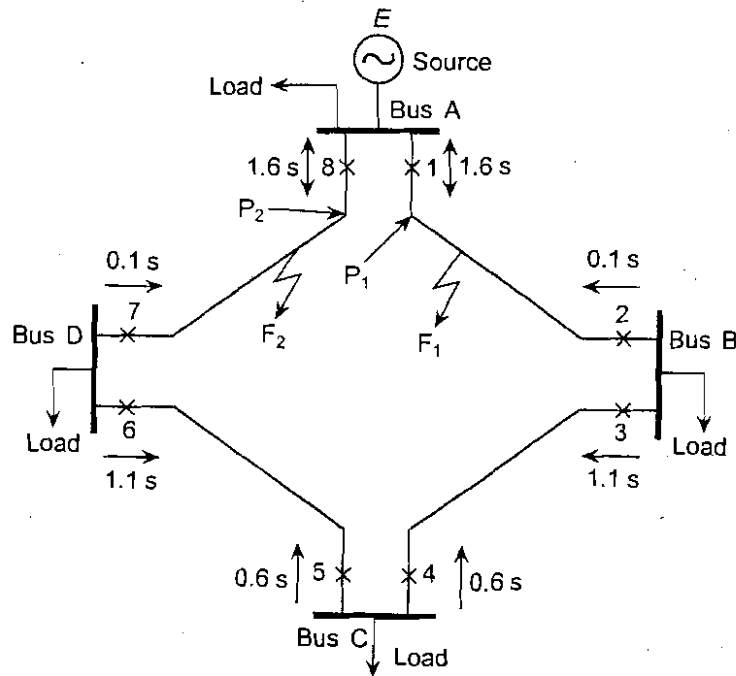 E
Source
Load
Bus A
1.6 s
8
1
1.6 s
P₂
P₁
0.1 s
0.1 s
7
2
Bus D
F₂
F₁
Bus B
6
3
Load
Load
1.1 s
1.1 s
0.6 s
5
4
0.6 s
Bus C
Load